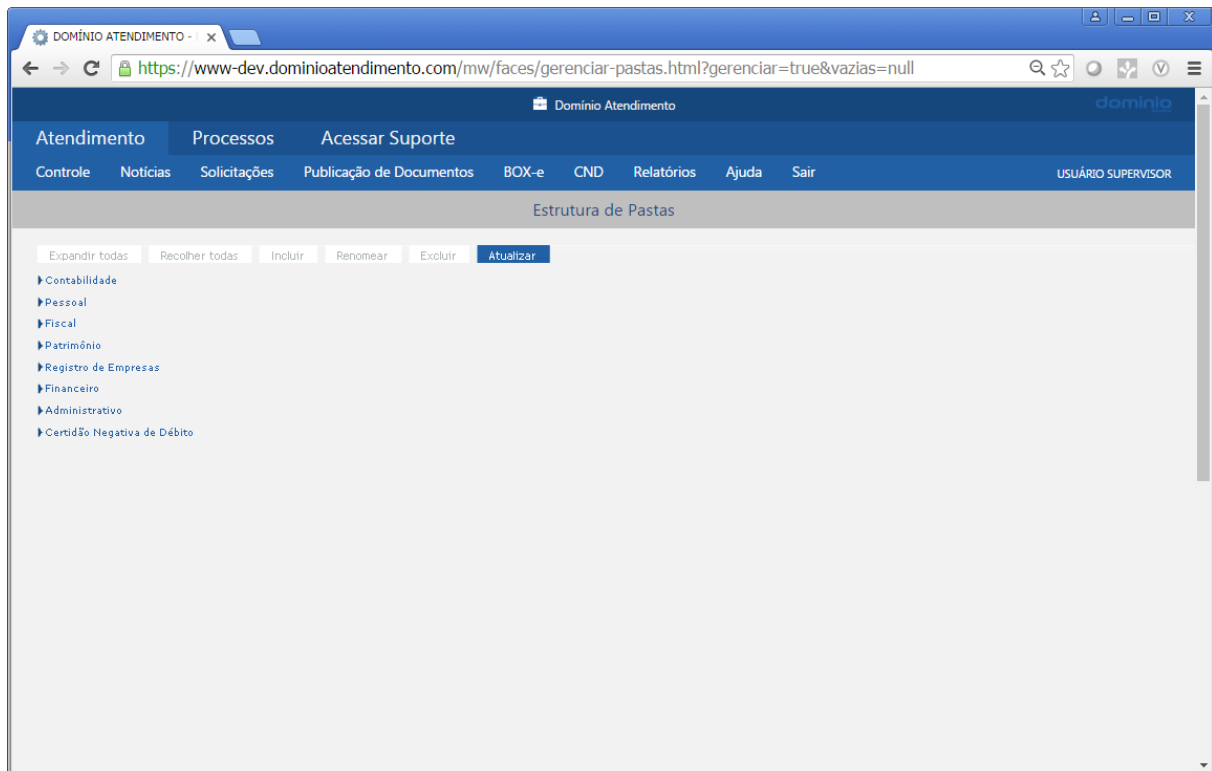 DOMÍNIO ATENDIMENTO -
https://www-dev.dominioatendimento.com/mw/faces/gerenciar-pastas.html?gerenciar=true&vazias=null
Domínio Atendimento
domínio
Atendimento Processos Acessar Suporte
Controle Notícias Solicitações Publicação de Documentos BOX-e CND Relatórios Ajuda Sair USUÁRIO SUPERVISOR
Estrutura de Pastas
Expandir todas Recolher todas Incluir Renomear Excluir Atualizar
Contabilidade
Pessoal
Fiscal
Patrimônio
Registro de Empresas
Financeiro
Administrativo
Certidão Negativa de Débito